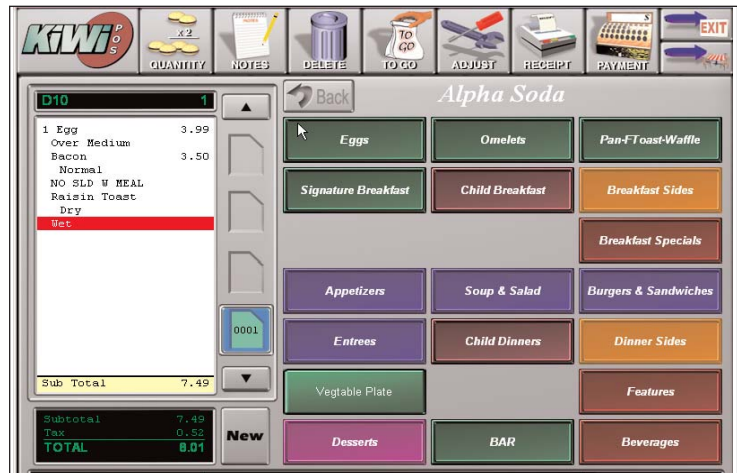 KiWi POS
x 2
QUANTITY
NOTES
DELETE
TO GO
TO GO
ADJUST
RECEIPT
PAYMENT
EXIT
D10 1
Back
Alpha Soda
1 Egg 3.99
Over Medium
Bacon 3.50
Normal
NO SLD W MEAL
Raisin Toast
Dry
Wet
0001
Sub Total 7.49
Subtotal 7.49
Tax 0.52
TOTAL 8.01
New
Eggs
Omelets
Pan-FToast-Waffle
Signature Breakfast
Child Breakfast
Breakfast Sides
Breakfast Specials
Appetizers
Soup & Salad
Burgers & Sandwiches
Entrees
Child Dinners
Dinner Sides
Vegtable Plate
Features
Desserts
BAR
Beverages